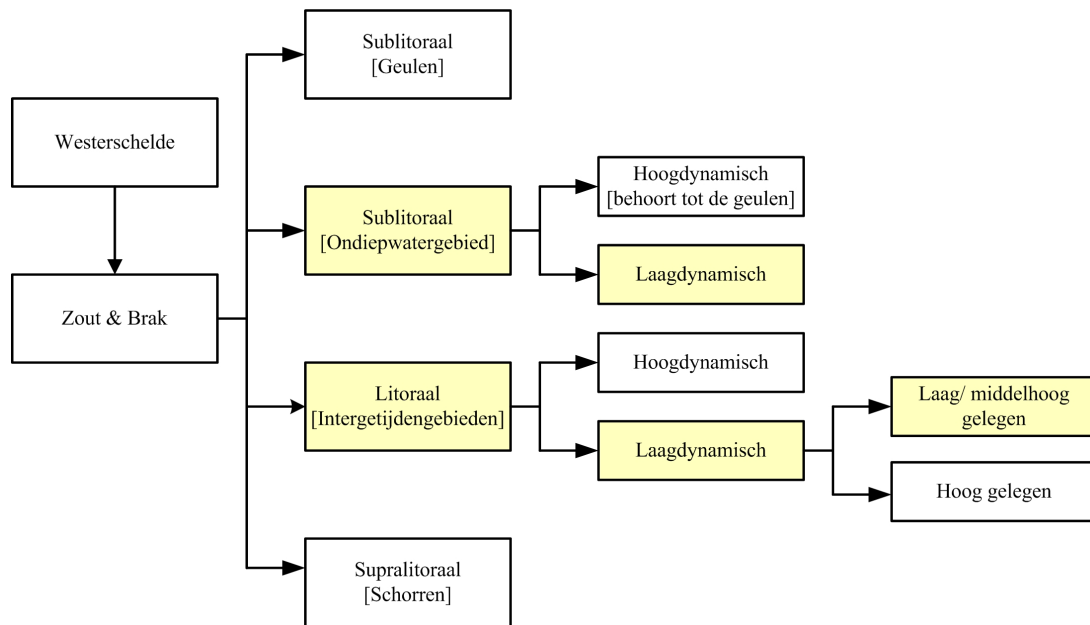 Westerschelde
Zout & Brak
Sublitoraal
[Geulen]
Sublitoraal
[Ondiepwatergebied]
Hoogdynamisch
[behoort tot de geulen]
Laagdynamisch
Litoraal
[Intergetijdengebieden]
Hoogdynamisch
Laagdynamisch
Laag/ middelhoog
gelegen
Hoog gelegen
Supralitoraal
[Schorren]